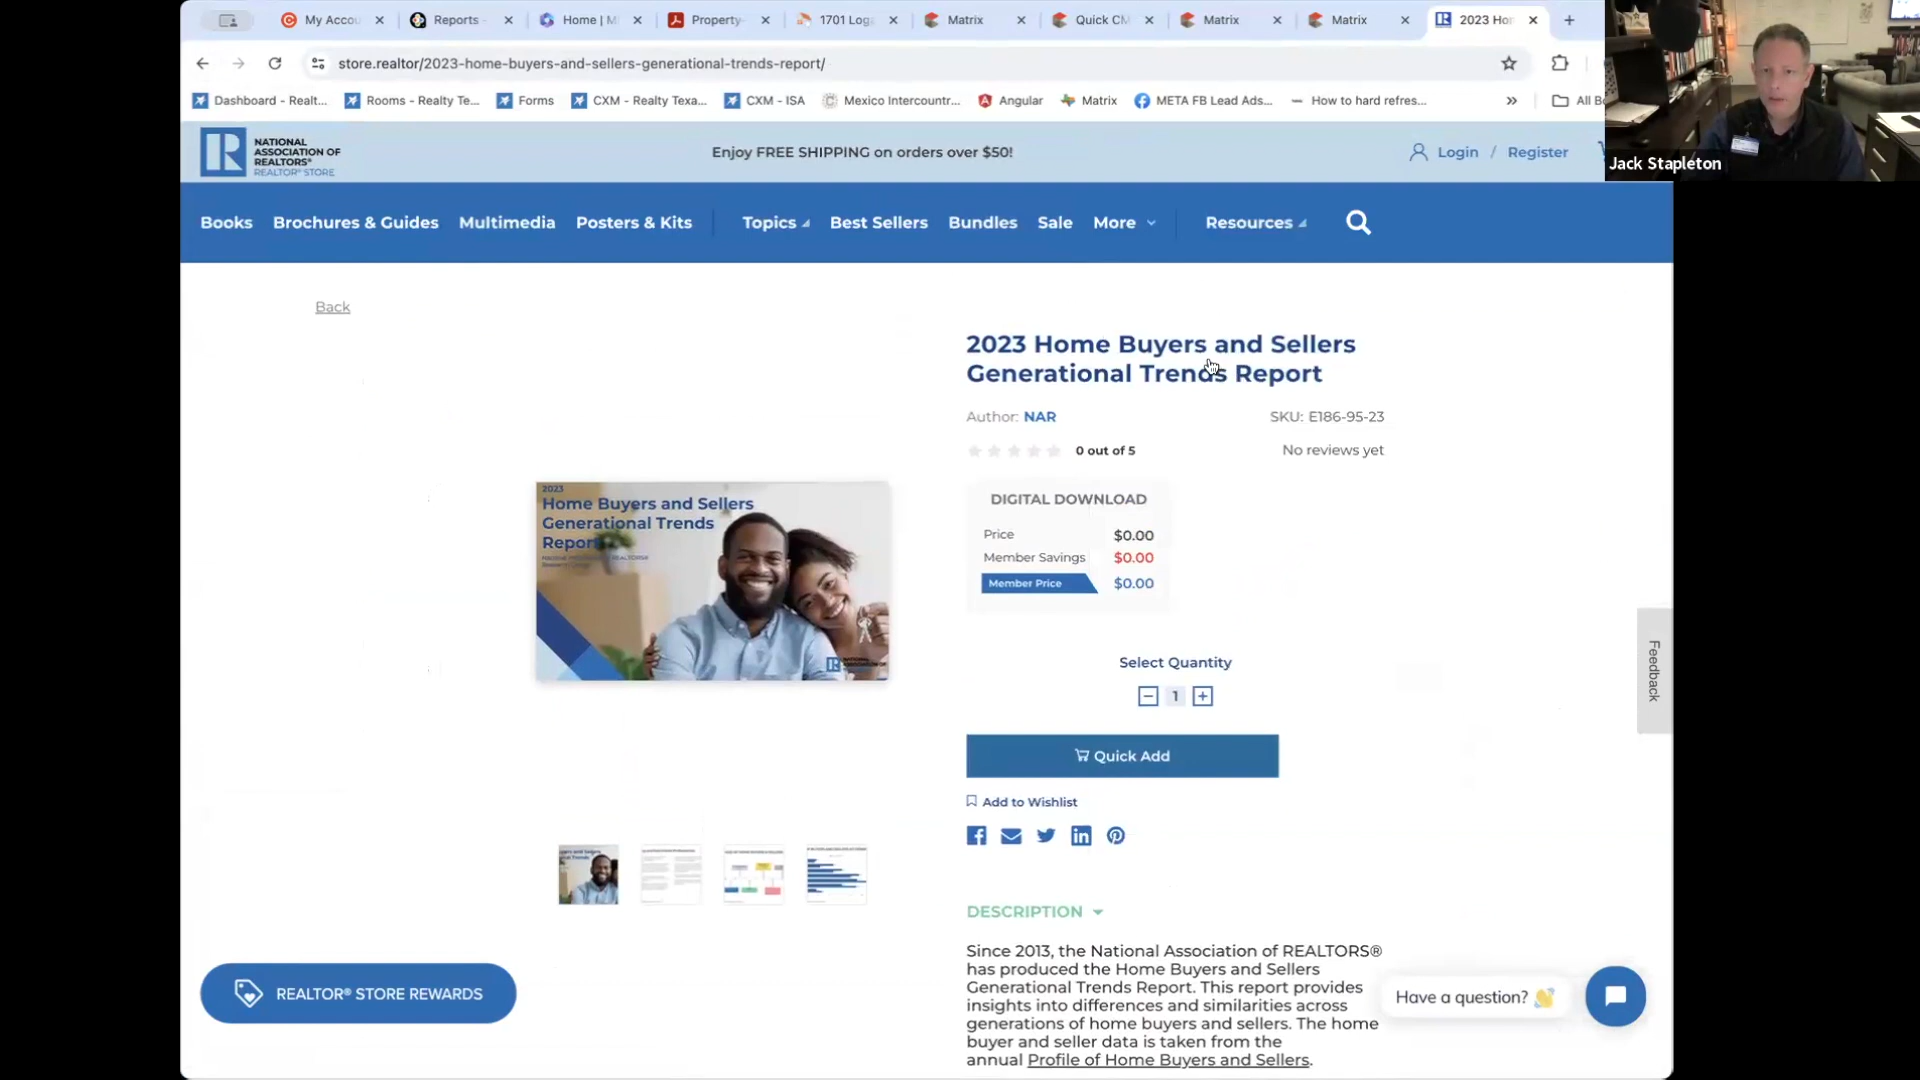 My Accou
Reports -
Home | M
Property-
1701 Log
Matrix
Quick CM
Matrix
Matrix
2023 Hom
store.realtor/2023-home-buyers-and-sellers-generational-trends-report/
Dashboard - Realt...
Rooms - Realty Te...
Forms
CXM - Realty Texa...
CXM - ISA
Mexico Intercountr...
Angular
Matrix
META FB Lead Ads...
How to hard refres...
All Bo
Jack Stapleton
NATIONAL
ASSOCIATION OF
REALTORS®
REALTOR® STORE
Enjoy FREE SHIPPING on orders over $50!
Login / Register
Books Brochures & Guides Multimedia Posters & Kits Topics Best Sellers Bundles Sale More Resources
Back
2023 Home Buyers and Sellers
Generational Trends Report
Author: NAR
SKU: E186-95-23
0 out of 5
No reviews yet
2023
Home Buyers and Sellers
Generational Trends
Report
DIGITAL DOWNLOAD
Price $0.00
Member Savings $0.00
Member Price $0.00
Select Quantity
1
Quick Add
Add to Wishlist
Feedback
DESCRIPTION
Since 2013, the National Association of REALTORS®
has produced the Home Buyers and Sellers
Generational Trends Report. This report provides
insights into differences and similarities across
generations of home buyers and sellers. The home
buyer and seller data is taken from the
annual Profile of Home Buyers and Sellers.
REALTOR® STORE REWARDS
Have a question? 👋